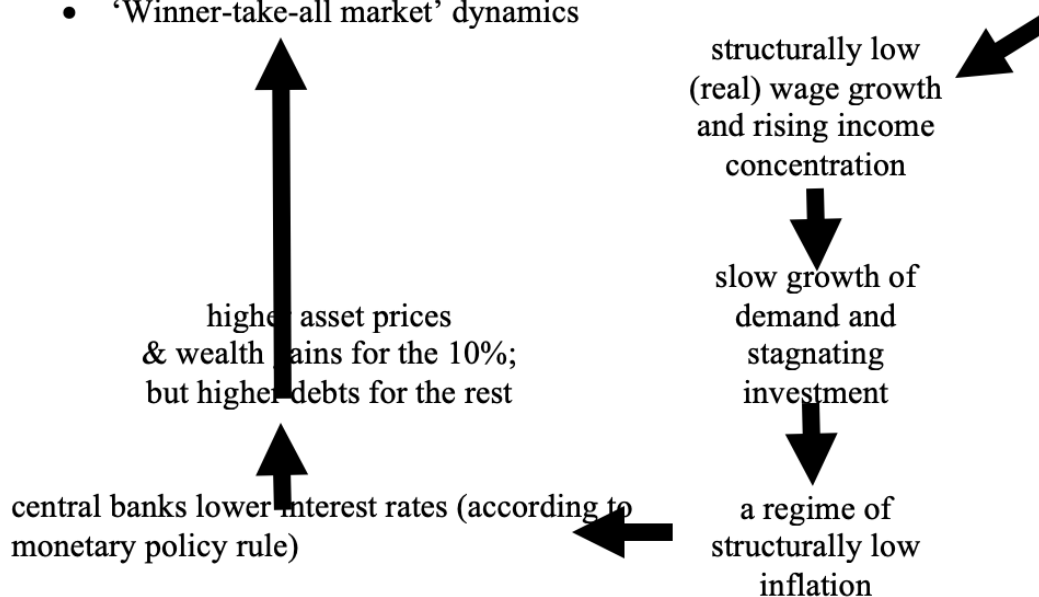 • ‘Winner-take-all market’ dynamics
structurally low
(real) wage growth
and rising income
concentration
slow growth of
demand and
stagnating
investment
higher asset prices
& wealth gains for the 10%;
but higher debts for the rest
central banks lower interest rates (according to
monetary policy rule)
a regime of
structurally low
inflation